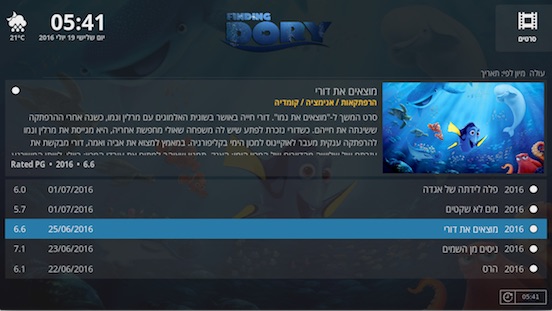 05:41
יום שלישי 19 יולי 2016
21°C
FINDING
DORY
סרטים
עולה מיון לפי: תאריך
מוצאים את דורי
הרפתקאות / אנימציה / קומדיה
סרט המשך ל-"מוצאים את נמו". דורי חייה באושר בשונית האלמוגים עם מרלין ונמו, כשנה אחרי ההרפתקה
ששינתה את חייהם. כשדורי נזכרת לפתע שיש לה משפחה שאולי מחפשת אחריה, היא מגייסת את מרלין ונמו
להרפתקה ענקית מעבר לאוקיינוס למכון הימי בקליפורניה. במאמץ למצוא את אביה ואמה, דורי מבקשת את
Rated PG • 2016 • 6.6
2016 פלה לידתה של אגדה 01/07/2016 6.0
2016 מים לא שקטים 01/07/2016 5.7
2016 מוצאים את דורי 25/06/2016 6.6
2016 ניסים מן השמים 23/06/2016 7.1
2016 הרס 22/06/2016 6.1
05:41